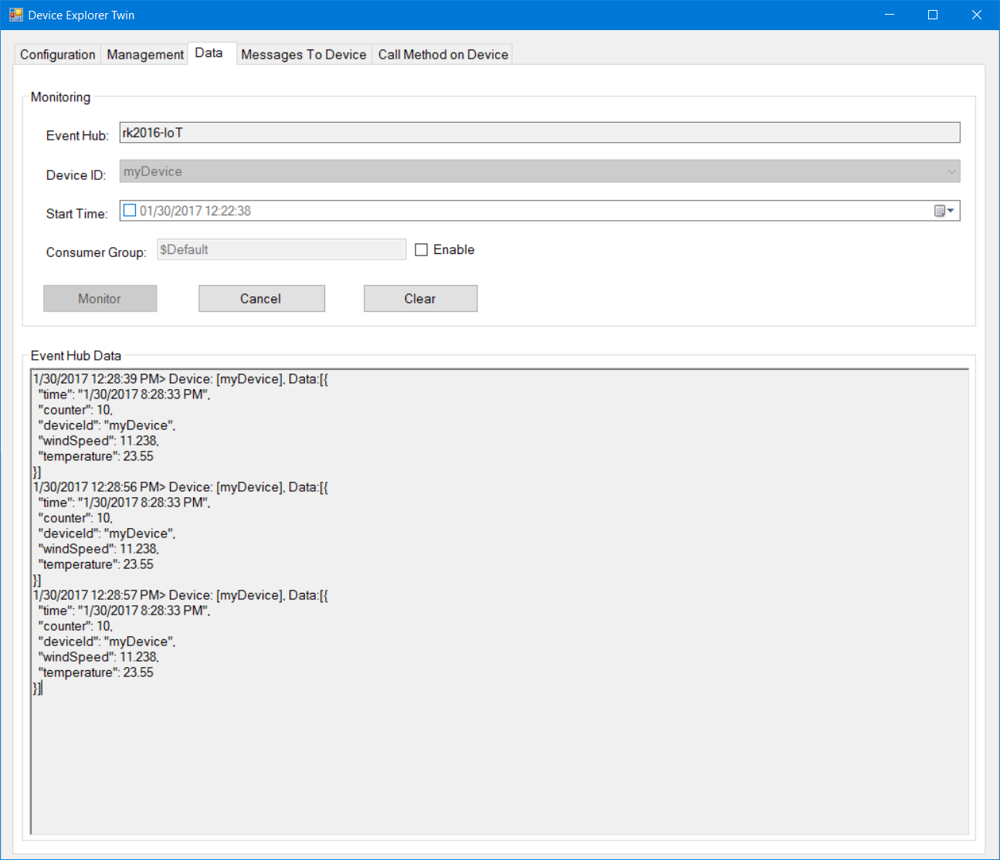 Device Explorer Twin
Configuration Management Data Messages To Device Call Method on Device
Monitoring
Event Hub: rk2016-IoT
Device ID: myDevice
Start Time: 01/30/2017 12:22:38
Consumer Group: $Default Enable
Monitor Cancel Clear
Event Hub Data
1/30/2017 12:28:39 PM> Device: [myDevice], Data:[{
"time": "1/30/2017 8:28:33 PM",
"counter": 10,
"deviceId": "myDevice",
"windSpeed": 11.238,
"temperature": 23.55
}]
1/30/2017 12:28:56 PM> Device: [myDevice], Data:[{
"time": "1/30/2017 8:28:33 PM",
"counter": 10,
"deviceId": "myDevice",
"windSpeed": 11.238,
"temperature": 23.55
}]
1/30/2017 12:28:57 PM> Device: [myDevice], Data:[{
"time": "1/30/2017 8:28:33 PM",
"counter": 10,
"deviceId": "myDevice",
"windSpeed": 11.238,
"temperature": 23.55
}]